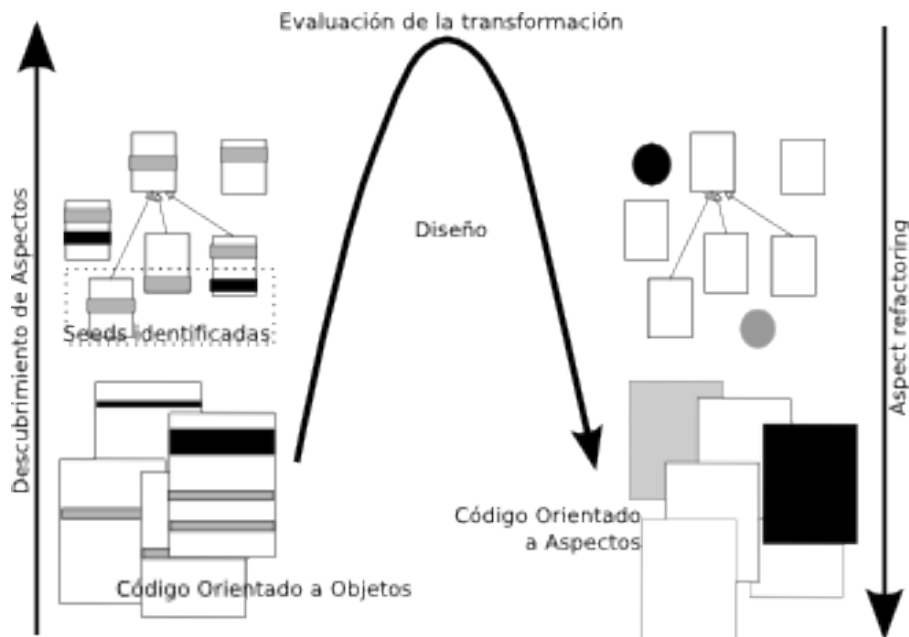 Evaluación de la transformación
Descubrimiento de Aspectos
Diseño
Aspect refactoring
Seeds identificadas
Código Orientado
a Aspectos
Código Orientado a Objetos